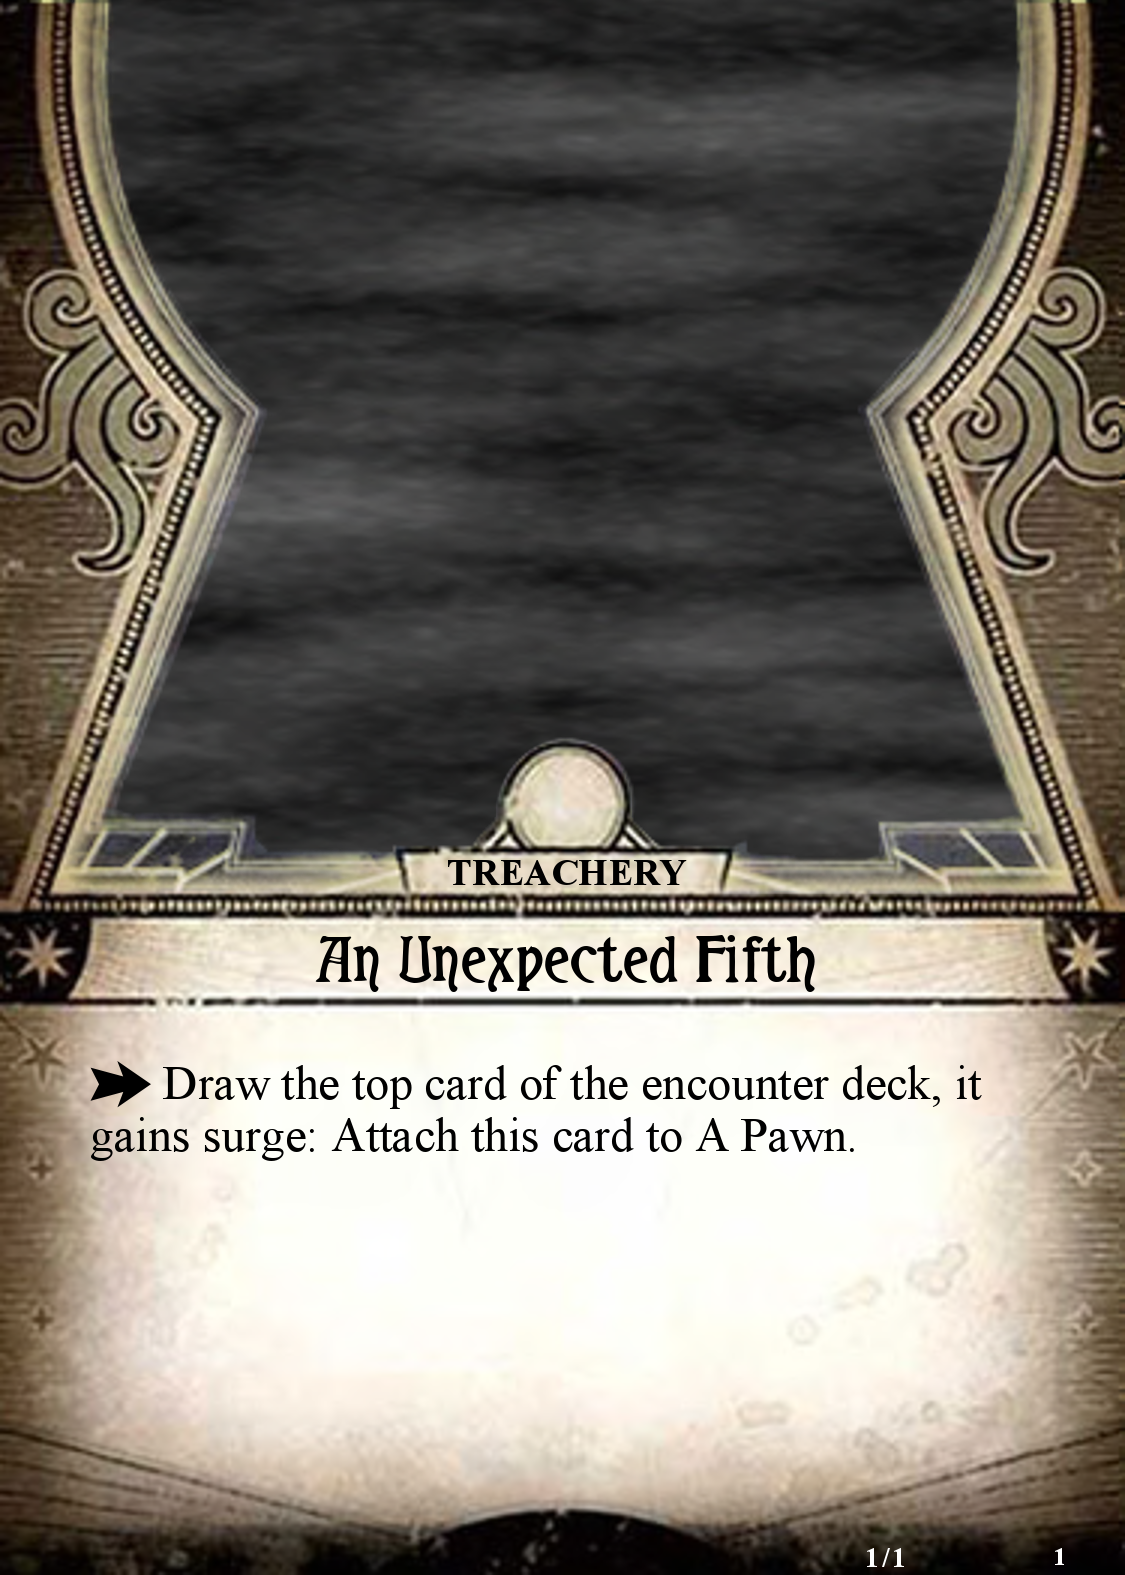 TREACHERY
An Unexpected Fifth
Draw the top card of the encounter deck, it
gains surge: Attach this card to A Pawn.
1/1
1